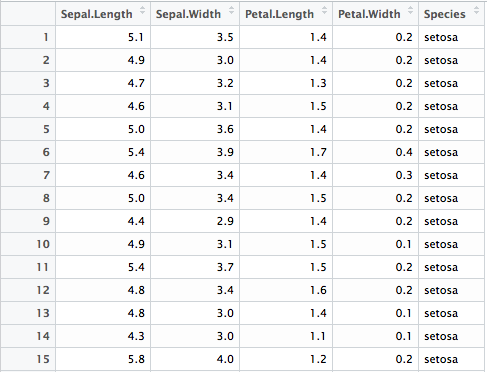 Sepal.Length Sepal.Width Petal.Length Petal.Width Species
1 5.1 3.5 1.4 0.2 setosa
2 4.9 3.0 1.4 0.2 setosa
3 4.7 3.2 1.3 0.2 setosa
4 4.6 3.1 1.5 0.2 setosa
5 5.0 3.6 1.4 0.2 setosa
6 5.4 3.9 1.7 0.4 setosa
7 4.6 3.4 1.4 0.3 setosa
8 5.0 3.4 1.5 0.2 setosa
9 4.4 2.9 1.4 0.2 setosa
10 4.9 3.1 1.5 0.1 setosa
11 5.4 3.7 1.5 0.2 setosa
12 4.8 3.4 1.6 0.2 setosa
13 4.8 3.0 1.4 0.1 setosa
14 4.3 3.0 1.1 0.1 setosa
15 5.8 4.0 1.2 0.2 setosa